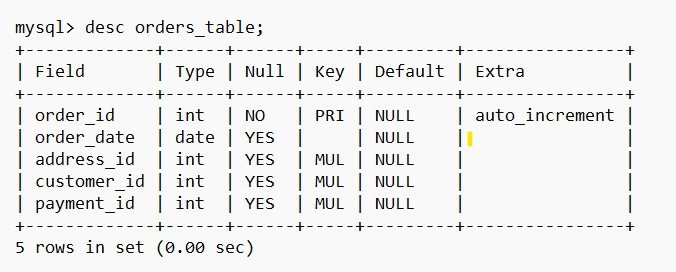 mysql> desc orders_table;
+-------------+------+------+-----+---------+----------------+
| Field       | Type | Null | Key | Default | Extra          |
+-------------+------+------+-----+---------+----------------+
| order_id    | int  | NO   | PRI | NULL    | auto_increment |
| order_date  | date | YES  |     | NULL    |                |
| address_id  | int  | YES  | MUL | NULL    |                |
| customer_id | int  | YES  | MUL | NULL    |                |
| payment_id  | int  | YES  | MUL | NULL    |                |
+-------------+------+------+-----+---------+----------------+
5 rows in set (0.00 sec)